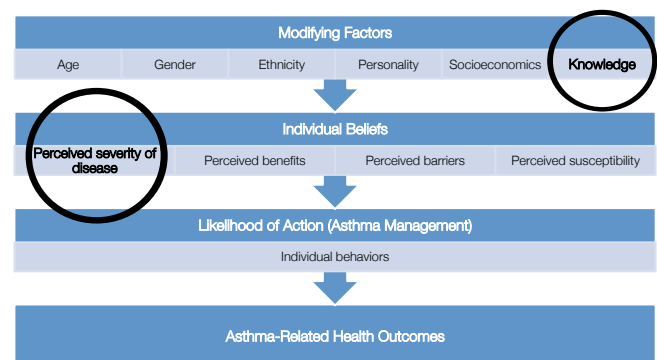 Modifying Factors
Age Gender Ethnicity Personality Socioeconomics Knowledge
Individual Beliefs
Perceived severity of
disease
Perceived benefits Perceived barriers Perceived susceptibility
Likelihood of Action (Asthma Management)
Individual behaviors
Asthma-Related Health Outcomes